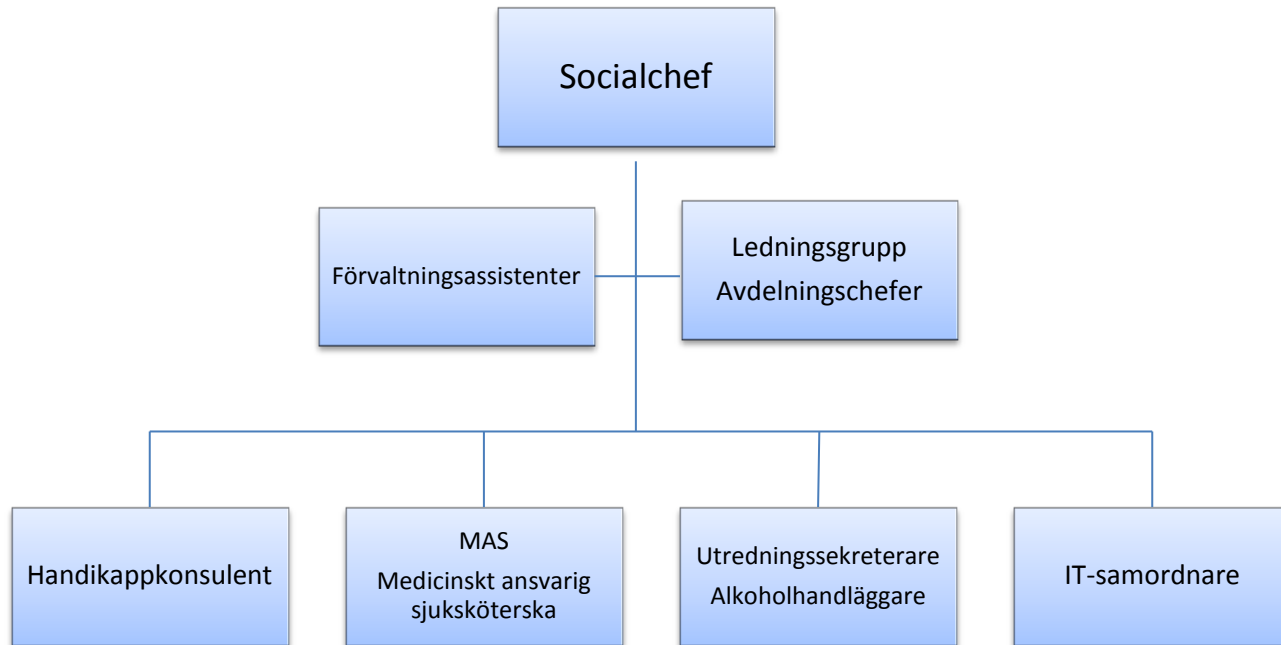 Socialchef
Förvaltningsassistenter
Ledningsgrupp
Avdelningschefer
Handikappkonsulent
MAS
Medicinskt ansvarig
sjuksköterska
Utredningssekreterare
Alkoholhandläggare
IT-samordnare